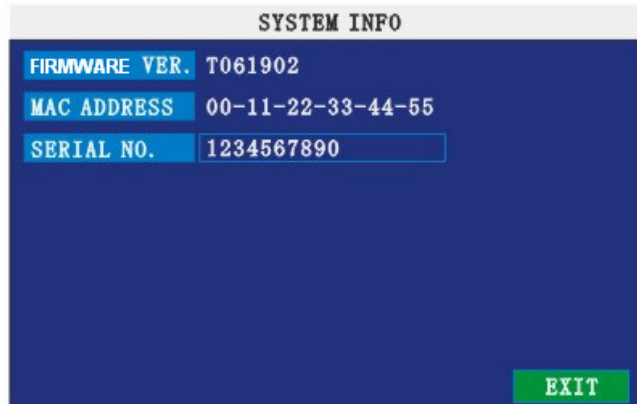 SYSTEM INFO
FIRMWARE VER. T061902
MAC ADDRESS 00-11-22-33-44-55
SERIAL NO. 1234567890
EXIT